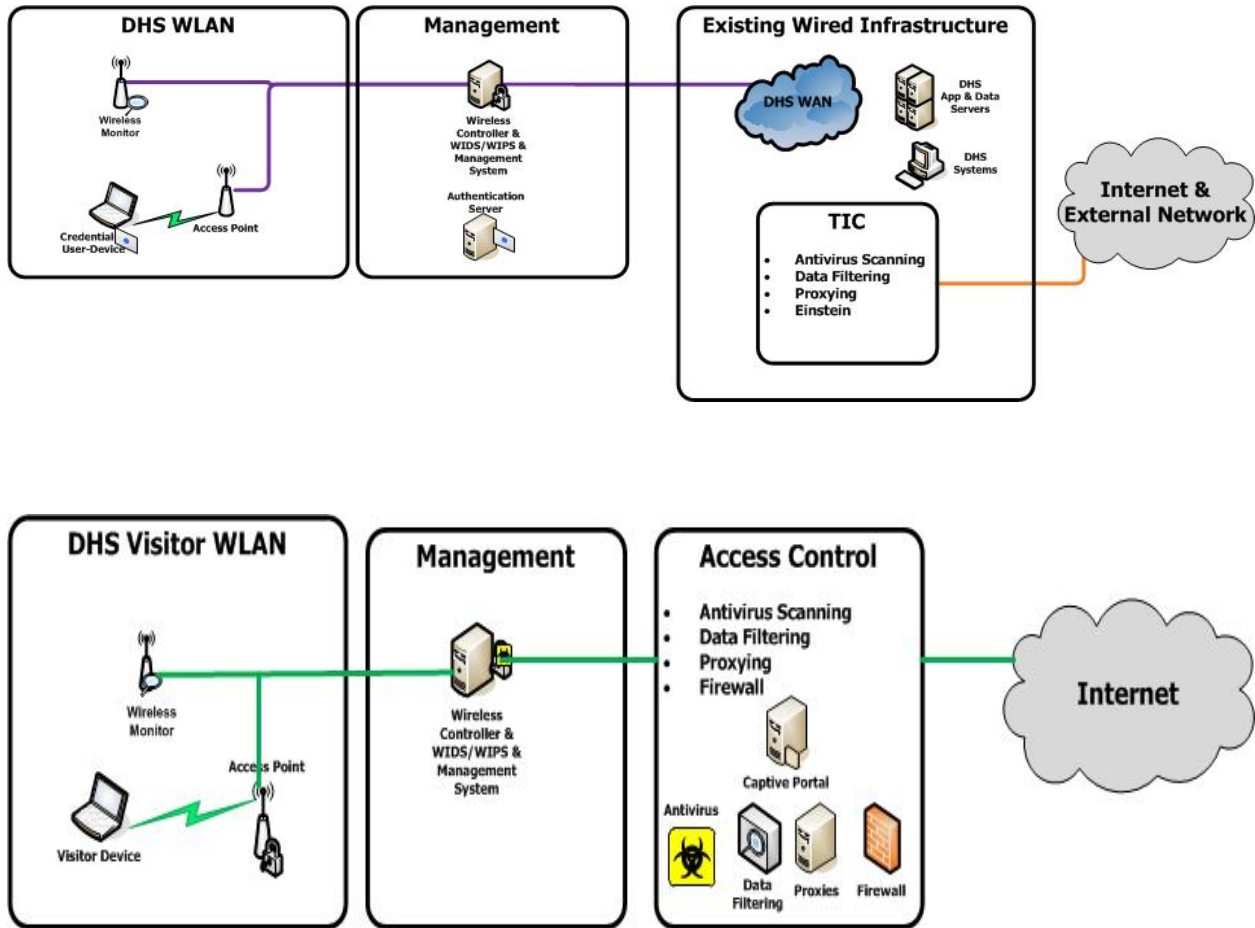 DHS WLAN
Wireless
Monitor
Access Point
Credential
User-Device
Management
Wireless
Controller &
WIDS/WIPS &
Management
System
Authentication
Server
Existing Wired Infrastructure
DHS WAN
DHS
App & Data
Servers
DHS
Systems
TIC
• Antivirus Scanning
• Data Filtering
• Proxying
• Einstein
Internet &
External Network
DHS Visitor WLAN
Wireless
Monitor
Access Point
Visitor Device
Management
Wireless
Controller &
WIDS/WIPS &
Management
System
Access Control
• Antivirus Scanning
• Data Filtering
• Proxying
• Firewall
Captive Portal
Antivirus
Data
Filtering
Proxies
Firewall
Internet